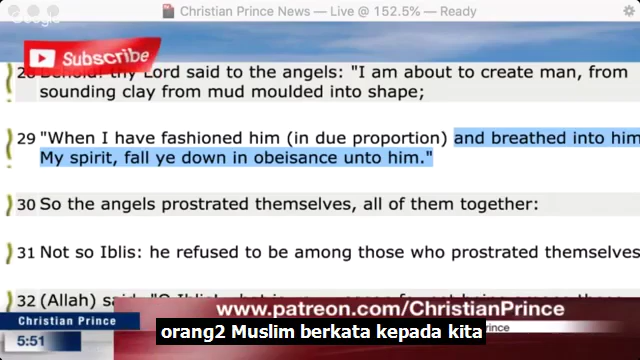 Google
Christian Prince News — Live @ 152.5% — Ready
Subscribe
28 Behold! thy Lord said to the angels: "I am about to create man, from
sounding clay from mud moulded into shape;
29 "When I have fashioned him (in due proportion) and breathed into him
My spirit, fall ye down in obeisance unto him."
30 So the angels prostrated themselves, all of them together:
31 Not so Iblis: he refused to be among those who prostrated themselves
32 (Allah)
www.patreon.com/ChristianPrince
Christian Prince
5:51
orang2 Muslim berkata kepada kita